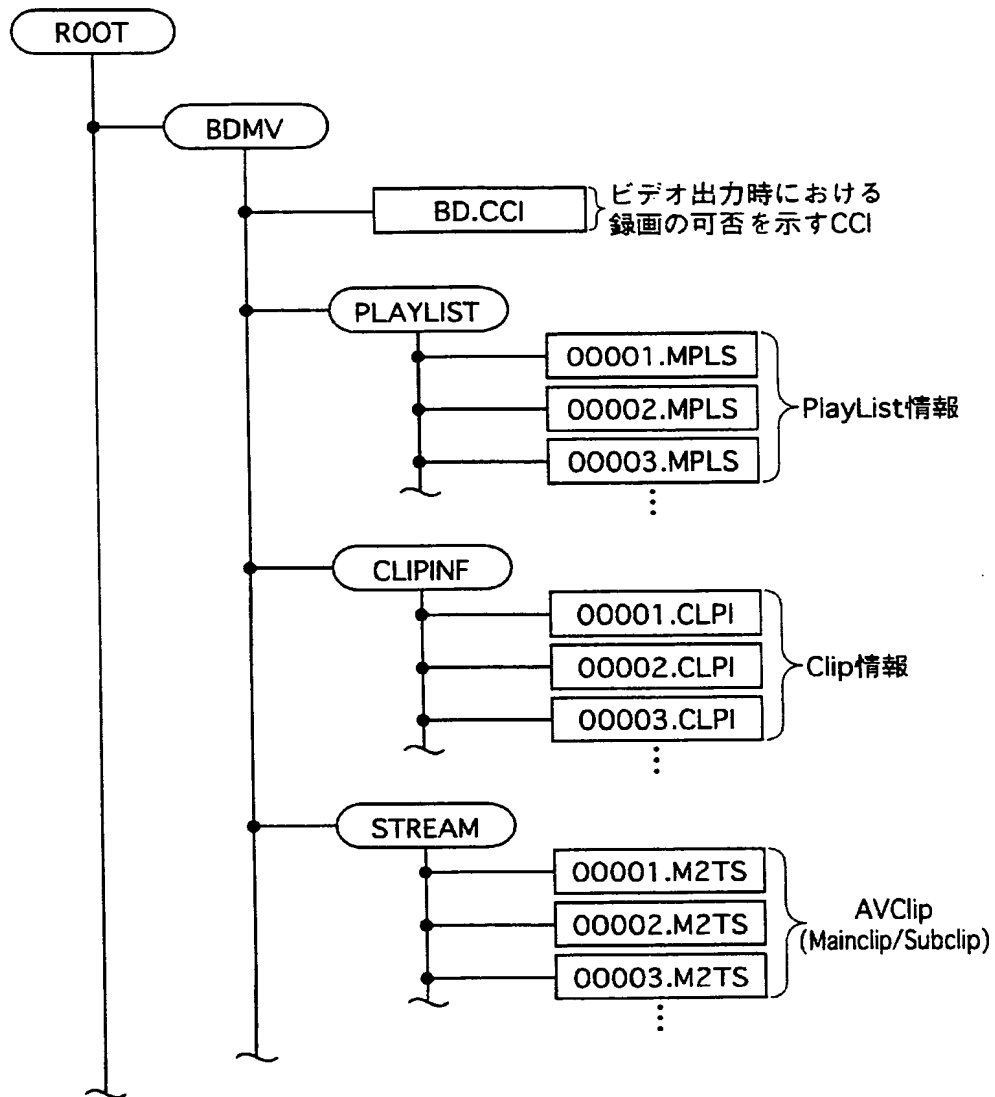 ROOT
BDMV
BD.CCI
ビデオ出力時における
録画の可否を示すCCI
PLAYLIST
00001.MPLS
00002.MPLS
00003.MPLS
PlayList情報
CLIPINF
00001.CLPI
00002.CLPI
00003.CLPI
Clip情報
STREAM
00001.M2TS
00002.M2TS
00003.M2TS
AVClip
(Mainclip/Subclip)